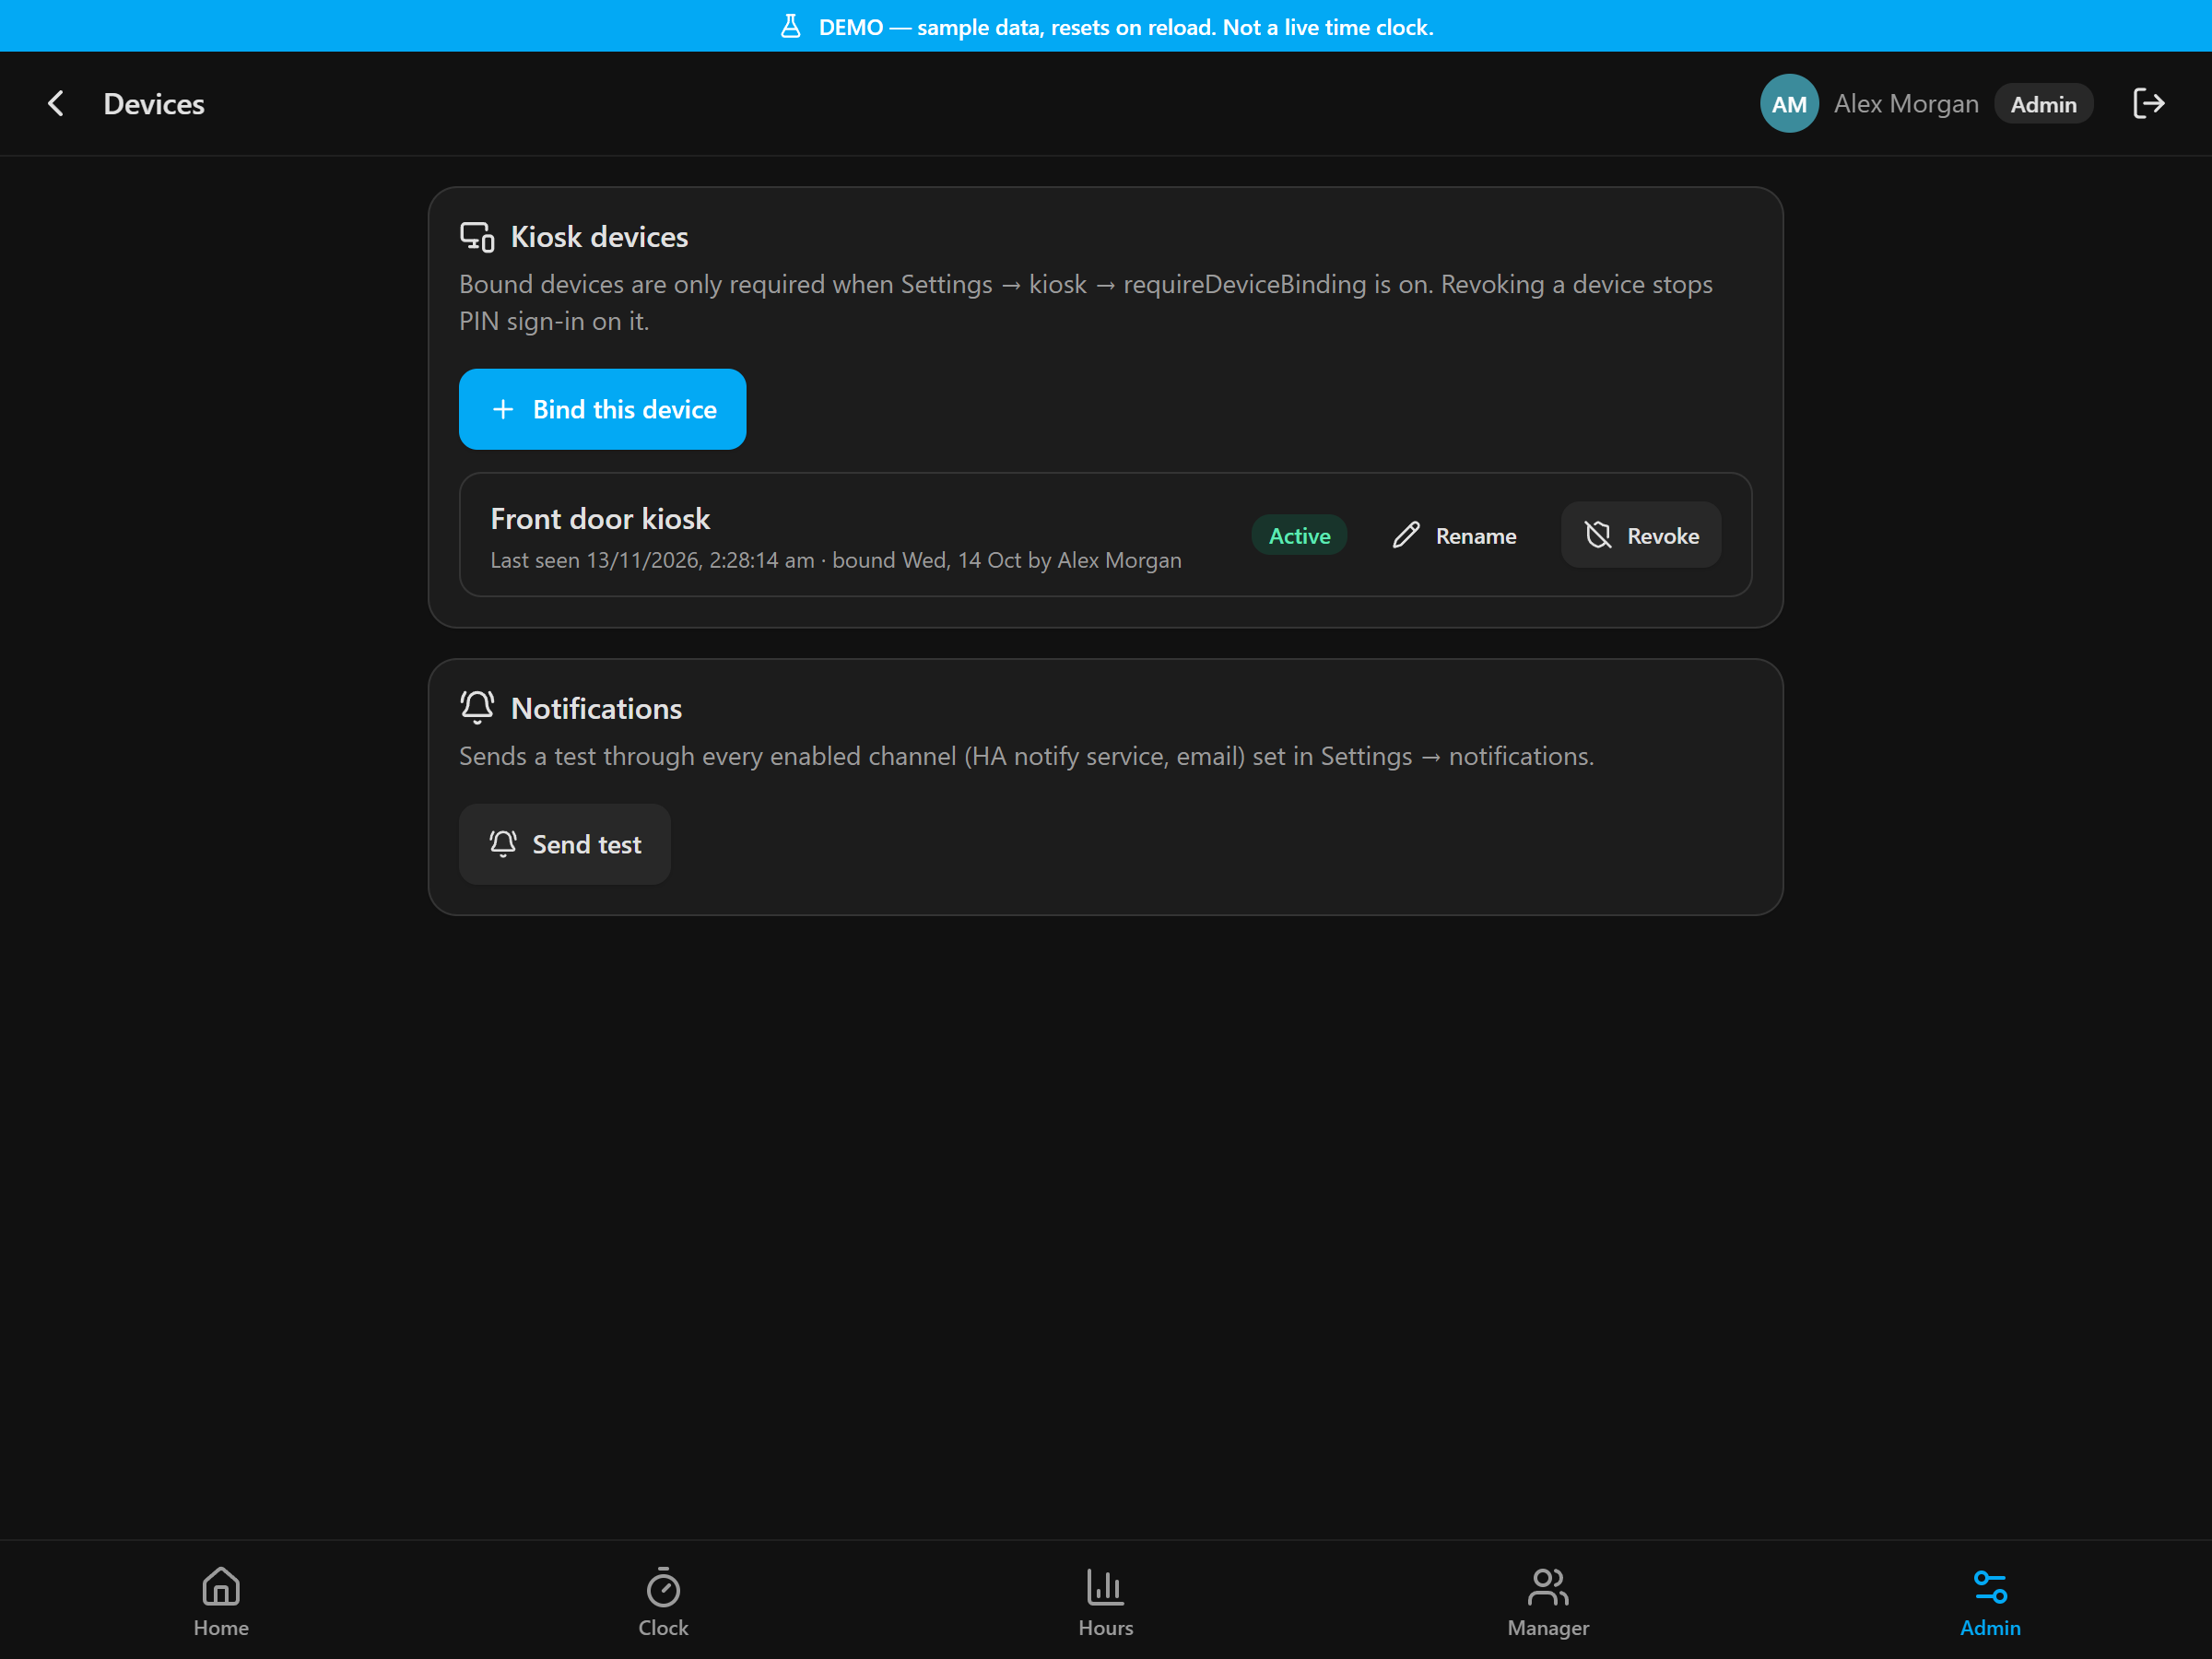 DEMO — sample data, resets on reload. Not a live time clock.
Devices
AM Alex Morgan Admin
Kiosk devices
Bound devices are only required when Settings → kiosk → requireDeviceBinding is on. Revoking a device stops
PIN sign-in on it.
Bind this device
Front door kiosk
Last seen 13/11/2026, 2:28:14 am · bound Wed, 14 Oct by Alex Morgan
Active
Rename
Revoke
Notifications
Sends a test through every enabled channel (HA notify service, email) set in Settings → notifications.
Send test
Home
Clock
Hours
Manager
Admin